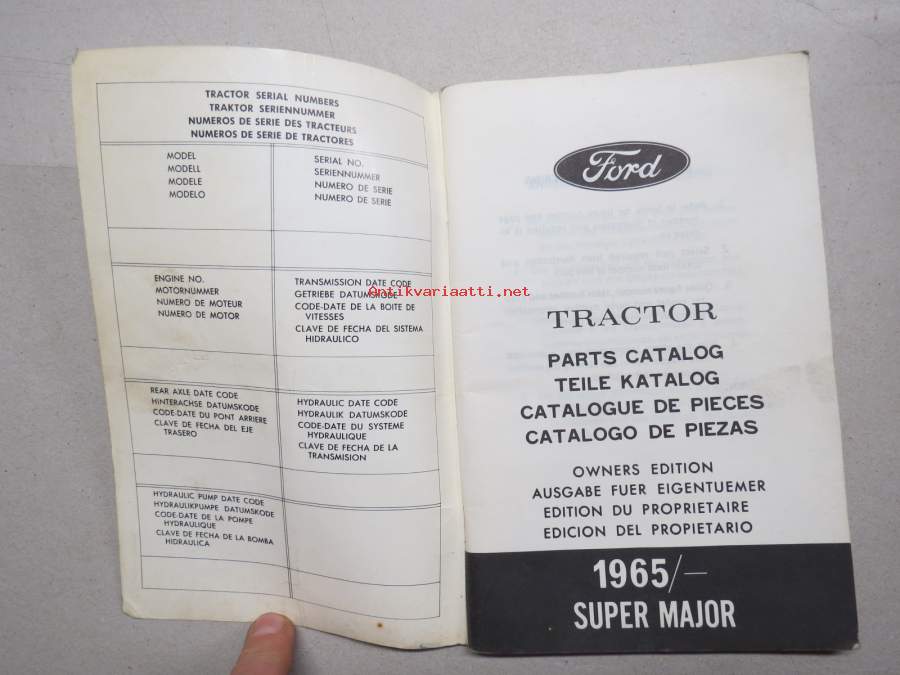 TRACTOR SERIAL NUMBERS
TRAKTOR SERIENNUMMER
NUMEROS DE SERIE DES TRACTEURS
NUMEROS DE SERIE DE TRACTORES
MODEL
MODELL
MODELE
MODELO
SERIAL NO.
SERIENNUMMER
NUMERO DE SERIE
NUMERO DE SERIE
ENGINE NO.
MOTORNUMMER
NUMERO DE MOTEUR
NUMERO DE MOTOR
TRANSMISSION DATE CODE
GETRIEBE DATUMSKODE
CODE-DATE DE LA BOITE DE
VITESSES
CLAVE DE FECHA DEL SISTEMA
HIDRAULICO
REAR AXLE DATE CODE
HINTERACHSE DATUMSKODE
CODE-DATE DU PONT ARRIERE
CLAVE DE FECHA DEL EJE
TRASERO
HYDRAULIC DATE CODE
HYDRAULIK DATUMSKODE
CODE-DATE DU SYSTEME
HYDRAULIQUE
CLAVE DE FECHA DE LA
TRANSMISION
HYDRAULIC PUMP DATE CODE
HYDRAULIKPUMPE DATUMSKODE
CODE-DATE DE LA POMPE
HYDRAULIQUE
CLAVE DE FECHA DE LA BOMBA
HIDRAULICA
Antikvariaatti.net
Ford
TRACTOR
PARTS CATALOG
TEILE KATALOG
CATALOGUE DE PIECES
CATALOGO DE PIEZAS
OWNERS EDITION
AUSGABE FUER EIGENTUEMER
EDITION DU PROPRIETAIRE
EDICION DEL PROPIETARIO
1965/—
SUPER MAJOR